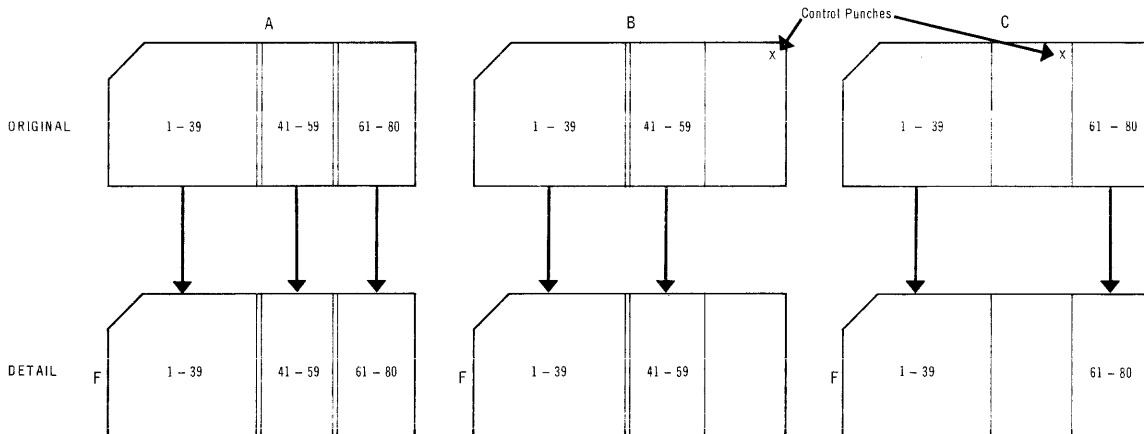 A B Control Punches C
x x
ORIGINAL 1 - 39 41 - 59 61 - 80 1 - 39 41 - 59 1 - 39 61 - 80
DETAIL F 1 - 39 41 - 59 61 - 80 F 1 - 39 41 - 59 F 1 - 39 61 - 80